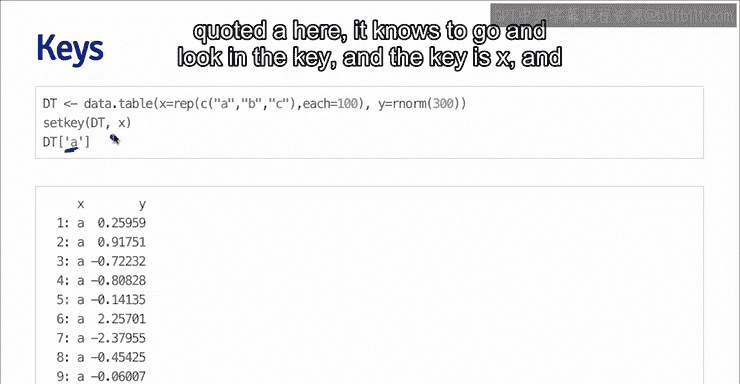 quoted a here, it knows to go and
look in the key, and the key is x, and
Keys
DT <- data.table(x=rep(c("a","b","c"),each=100), y=rnorm(300))
setkey(DT, x)
DT['a']
x y
1: a 0.25959
2: a 0.91751
3: a -0.72232
4: a -0.80828
5: a -0.14135
6: a 2.25701
7: a -2.37955
8: a -0.45425
9: a -0.06007